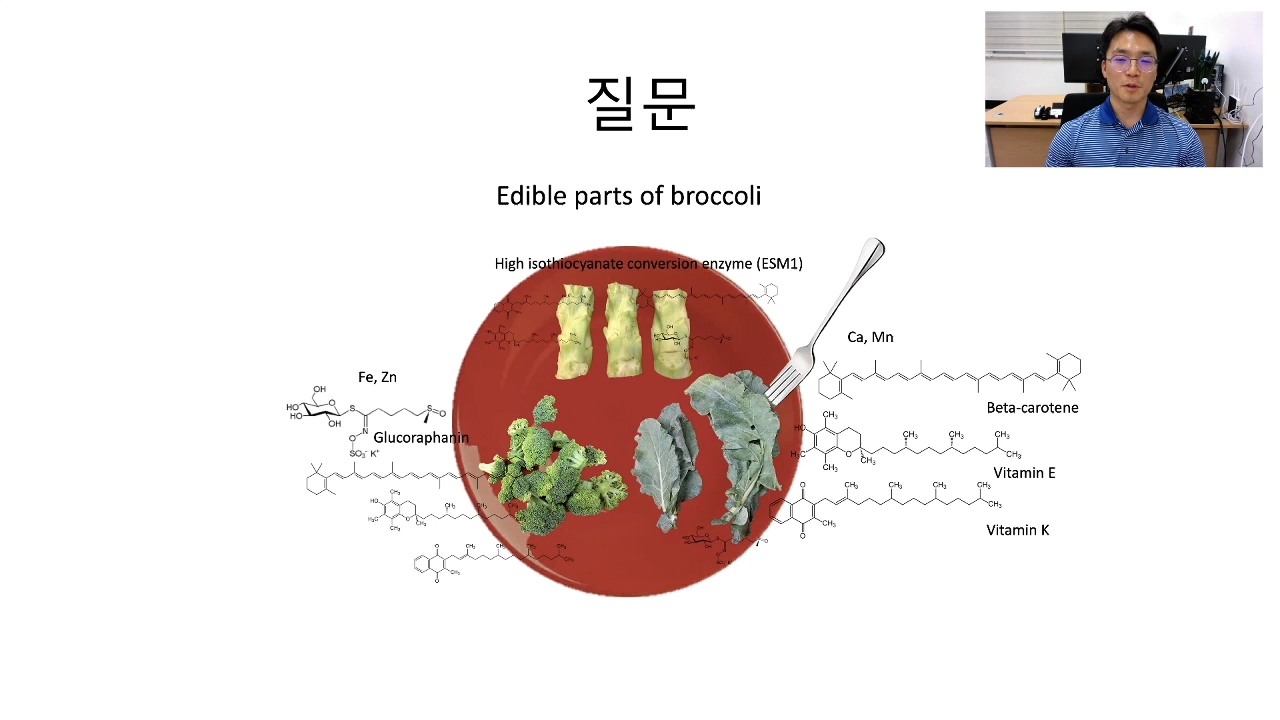 질문
Edible parts of broccoli
High isothiocyanate conversion enzyme (ESM1)
Ca, Mn
Beta-carotene
Fe, Zn
Glucoraphanin
Vitamin E
Vitamin K